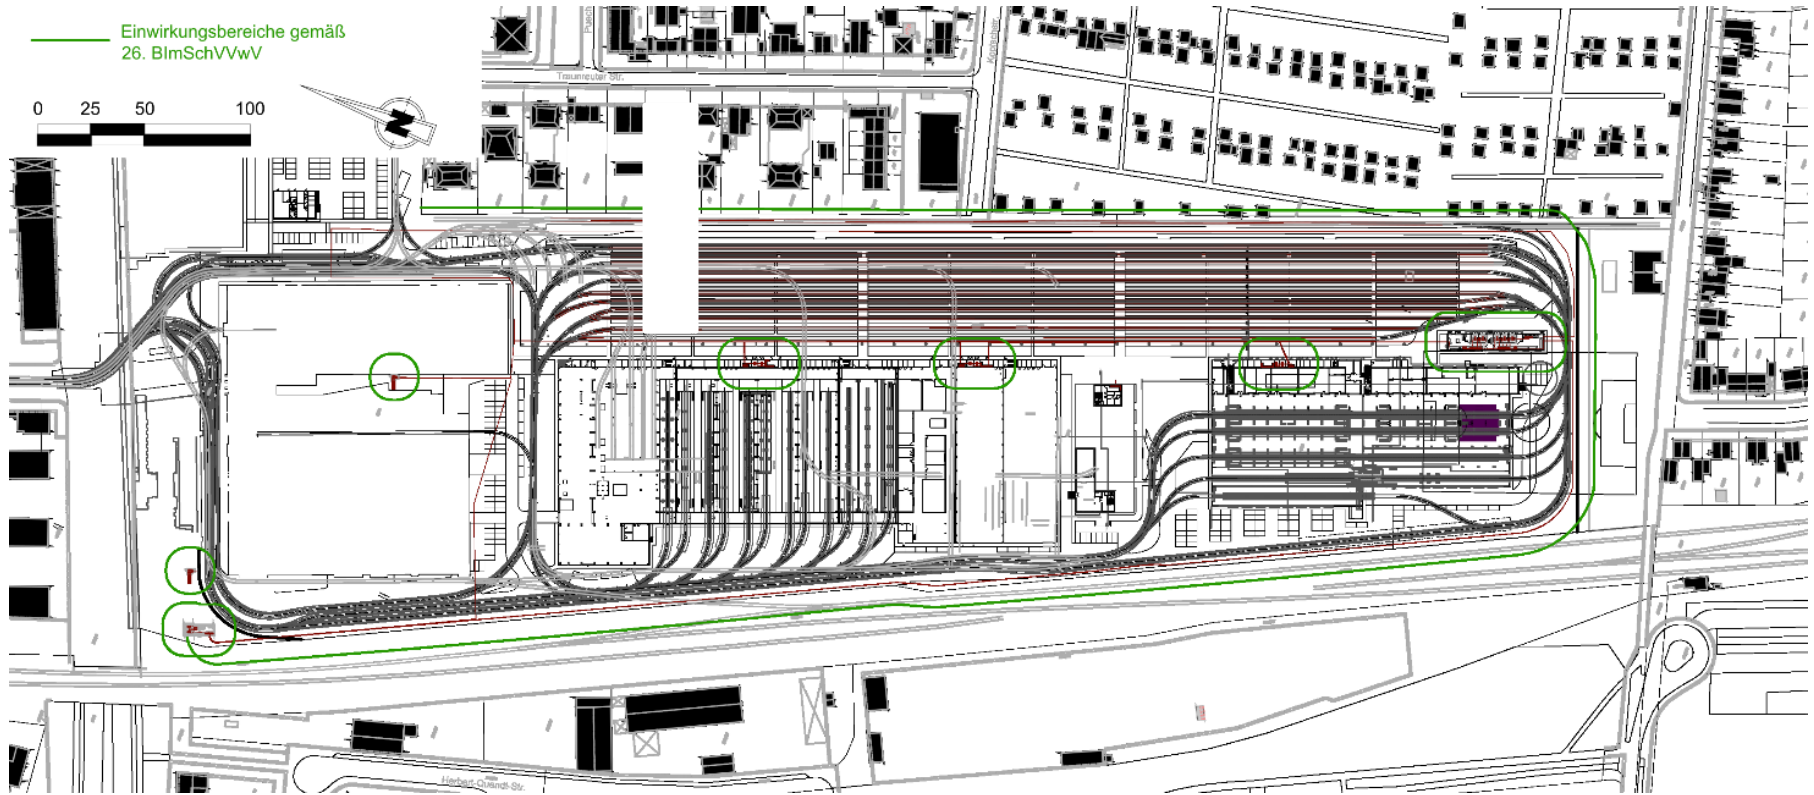 Einwirkungsbereiche gemäß
26. BImSchVVwV
0 25 50 100
N
Traunreuter Str.
Herbert-Quandt-Str.